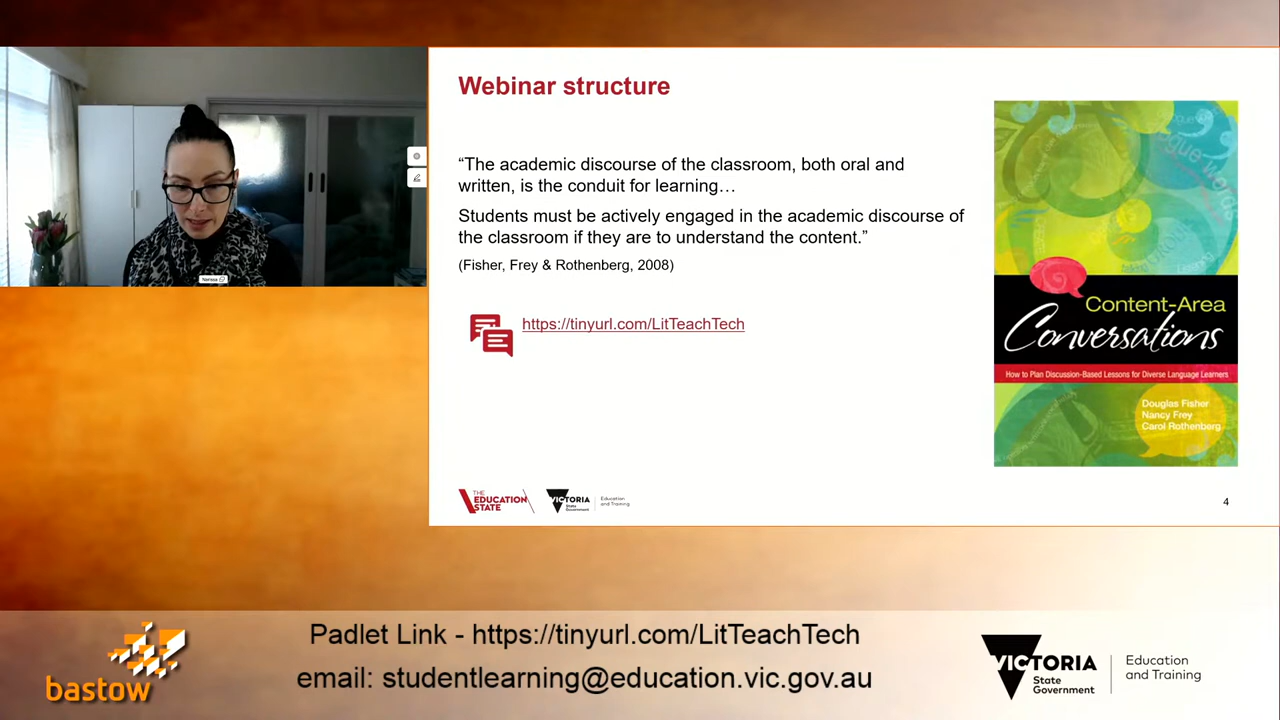 Webinar structure
“The academic discourse of the classroom, both oral and
written, is the conduit for learning…
Students must be actively engaged in the academic discourse of
the classroom if they are to understand the content.”
(Fisher, Frey & Rothenberg, 2008)
https://tinyurl.com/LitTeachTech
Content-Area
Conversations
How to Plan Discussion-Based Lessons for Diverse Language Learners
Douglas Fisher
Nancy Frey
Carol Rothenberg
Nerissa
THE
EDUCATION
STATE
VICTORIA
State
Government
Education
and Training
4
bastow
Padlet Link - https://tinyurl.com/LitTeachTech
email: studentlearning@education.vic.gov.au
VICTORIA
State
Government
Education
and Training